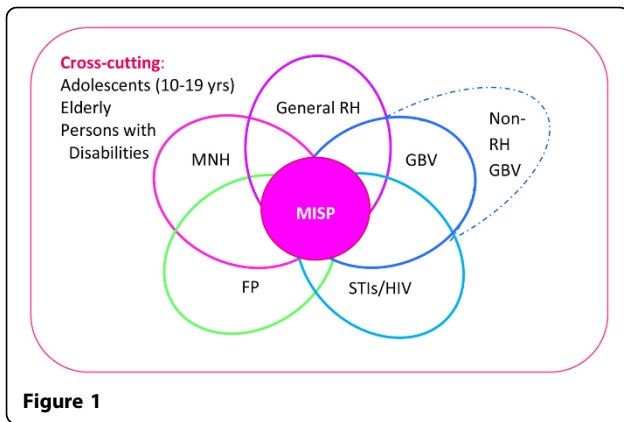 Cross-cutting:
Adolescents (10-19 yrs)
Elderly
Persons with
Disabilities
General RH
MNH
GBV
Non-
RH
GBV
MISP
FP
STIs/HIV
Figure 1